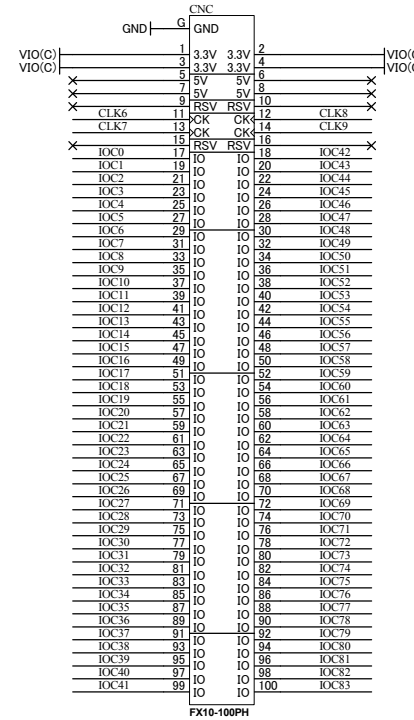 CNC
GND G GND
VIO(C) 1 3.3V 3.3V 2 VIO(C
VIO(C) 3 3.3V 3.3V 4 VIO(C
5 5V 5V 6
7 5V 5V 8
9 RSV RSV 10
CLK6 11 CK CK 12 CLK8
CLK7 13 CK CK 14 CLK9
15 RSV RSV 16
IOC0 17 IO IO 18 IOC42
IOC1 19 IO IO 20 IOC43
IOC2 21 IO IO 22 IOC44
IOC3 23 IO IO 24 IOC45
IOC4 25 IO IO 26 IOC46
IOC5 27 IO IO 28 IOC47
IOC6 29 IO IO 30 IOC48
IOC7 31 IO IO 32 IOC49
IOC8 33 IO IO 34 IOC50
IOC9 35 IO IO 36 IOC51
IOC10 37 IO IO 38 IOC52
IOC11 39 IO IO 40 IOC53
IOC12 41 IO IO 42 IOC54
IOC13 43 IO IO 44 IOC55
IOC14 45 IO IO 46 IOC56
IOC15 47 IO IO 48 IOC57
IOC16 49 IO IO 50 IOC58
IOC17 51 IO IO 52 IOC59
IOC18 53 IO IO 54 IOC60
IOC19 55 IO IO 56 IOC61
IOC20 57 IO IO 58 IOC62
IOC21 59 IO IO 60 IOC63
IOC22 61 IO IO 62 IOC64
IOC23 63 IO IO 64 IOC65
IOC24 65 IO IO 66 IOC66
IOC25 67 IO IO 68 IOC67
IOC26 69 IO IO 70 IOC68
IOC27 71 IO IO 72 IOC69
IOC28 73 IO IO 74 IOC70
IOC29 75 IO IO 76 IOC71
IOC30 77 IO IO 78 IOC72
IOC31 79 IO IO 80 IOC73
IOC32 81 IO IO 82 IOC74
IOC33 83 IO IO 84 IOC75
IOC34 85 IO IO 86 IOC76
IOC35 87 IO IO 88 IOC77
IOC36 89 IO IO 90 IOC78
IOC37 91 IO IO 92 IOC79
IOC38 93 IO IO 94 IOC80
IOC39 95 IO IO 96 IOC81
IOC40 97 IO IO 98 IOC82
IOC41 99 IO IO 100 IOC83
FX10-100PH